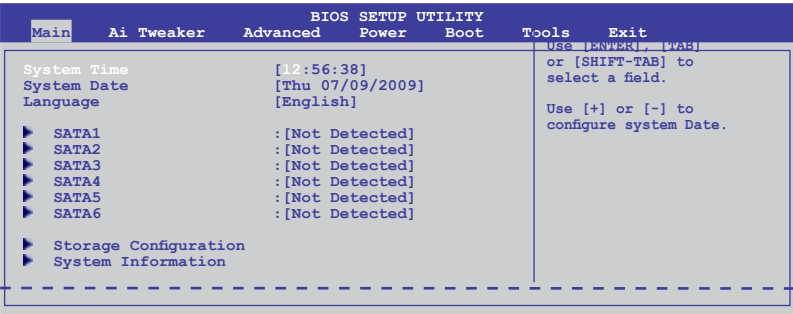 BIOS SETUP UTILITY
Main Ai Tweaker Advanced Power Boot Tools Exit
System Time [12:56:38]
System Date [Thu 07/09/2009]
Language [English]
SATA1 :[Not Detected]
SATA2 :[Not Detected]
SATA3 :[Not Detected]
SATA4 :[Not Detected]
SATA5 :[Not Detected]
SATA6 :[Not Detected]
Storage Configuration
System Information
Use [ENTER], [TAB]
or [SHIFT-TAB] to
select a field.
Use [+] or [-] to
configure system Date.